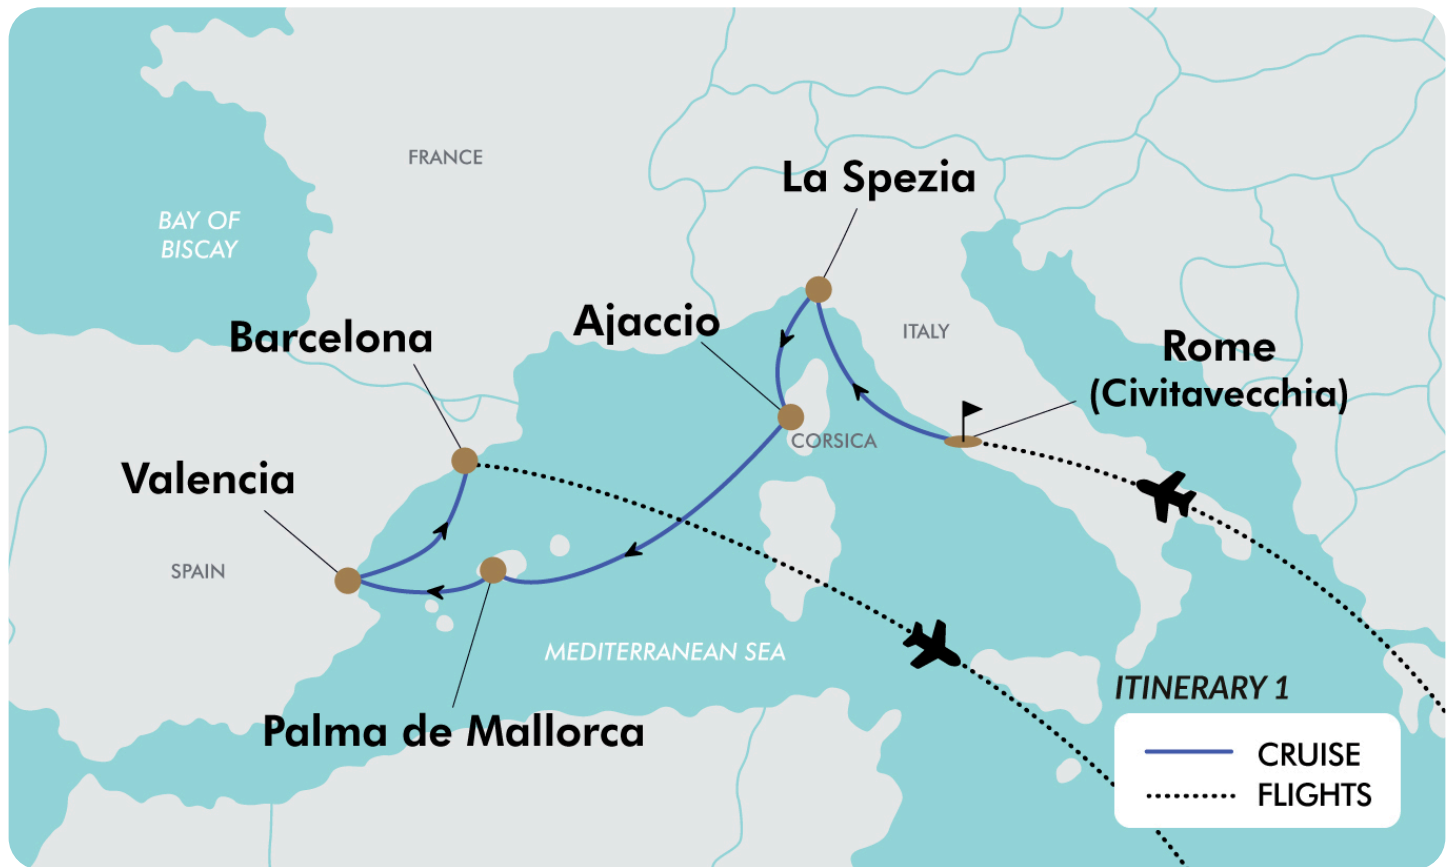 La Spezia
FRANCE
BAY OF
BISCAY
Ajaccio
Barcelona
ITALY
Rome
(Civitavecchia)
CORSICA
Valencia
SPAIN
MEDITERRANEAN SEA
Palma de Mallorca
ITINERARY 1
CRUISE
FLIGHTS